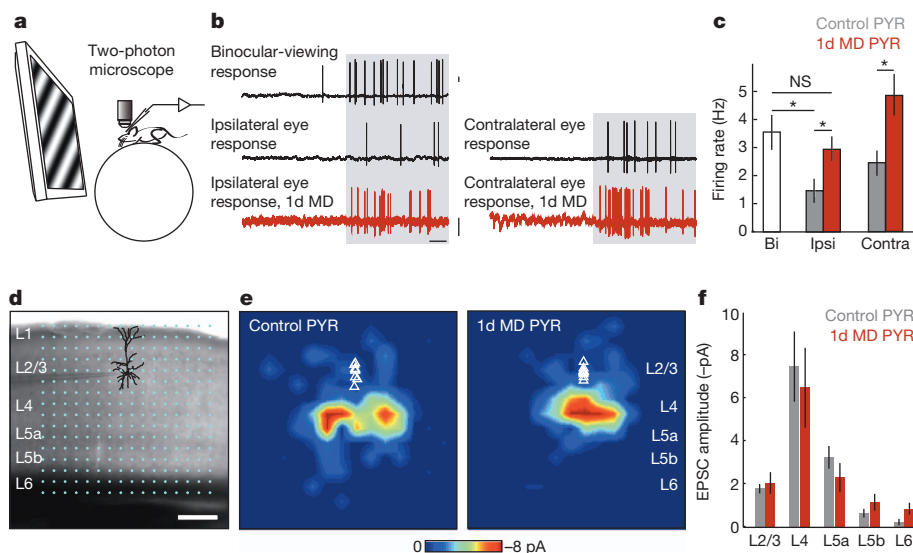 a
Two-photon
microscope
b
Binocular-viewing
response
Ipsilateral eye
response
Ipsilateral eye
response, 1d MD
Contralateral eye
response
Contralateral eye
response, 1d MD
c
Control PYR
1d MD PYR
Firing rate (Hz)
5
4
3
2
1
0
NS
*
*
*
Bi Ipsi Contra
d
L1
L2/3
L4
L5a
L5b
L6
e
Control PYR
1d MD PYR
L2/3
L4
L5a
L5b
L6
0 –8 pA
f
Control PYR
1d MD PYR
EPSC amplitude (–pA)
10
8
6
4
2
0
L2/3 L4 L5a L5b L6